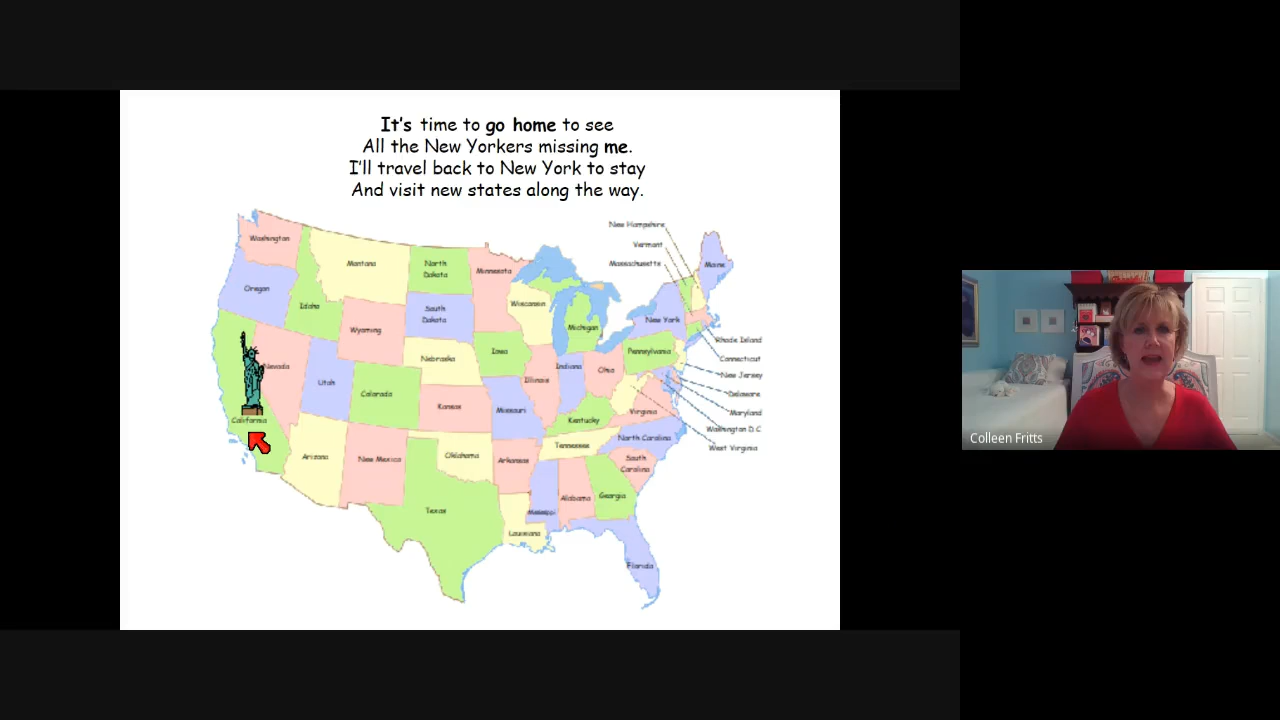 It's time to go home to see
All the New Yorkers missing me.
I'll travel back to New York to stay
And visit new states along the way.
New Hampshire
Vermont
Massachusetts
Washington
Montana
North
Dakota
Minnesota
Maine
Oregon
Idaho
Wyoming
South
Dakota
Wisconsin
Michigan
New York
Rhode Island
Connecticut
New Jersey
Delaware
Maryland
Washington D.C
West Virginia
Nevada
Utah
Colorado
Nebraska
Kansas
Iowa
Illinois
Indiana
Ohio
Pennsylvania
Virginia
Missouri
Kentucky
California
Arizona
New Mexico
Oklahoma
Arkansas
Tennessee
North Carolina
South
Carolina
Texas
Louisiana
Mississippi
Alabama
Georgia
Florida
Colleen Fritts